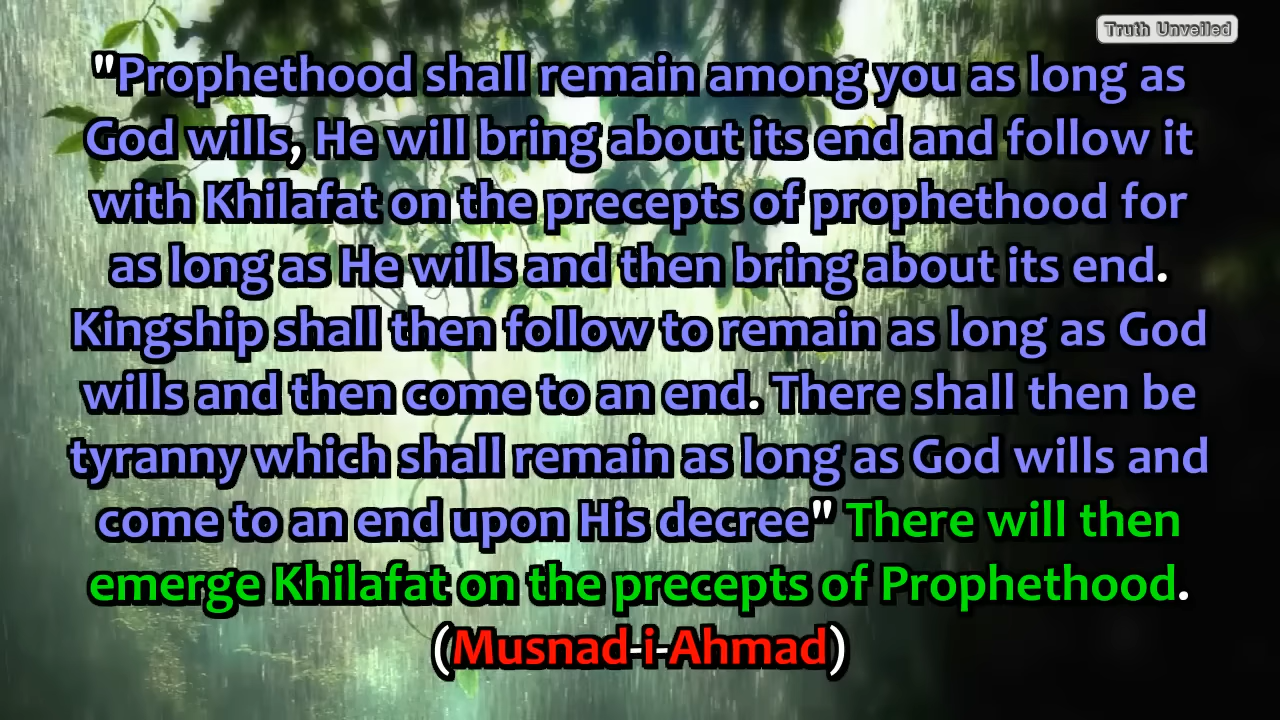 Truth Unveiled
"Prophethood shall remain among you as long as
God wills, He will bring about its end and follow it
with Khilafat on the precepts of prophethood for
as long as He wills and then bring about its end.
Kingship shall then follow to remain as long as God
wills and then come to an end. There shall then be
tyranny which shall remain as long as God wills and
come to an end upon His decree" There will then
emerge Khilafat on the precepts of Prophethood.
(Musnad-i-Ahmad)